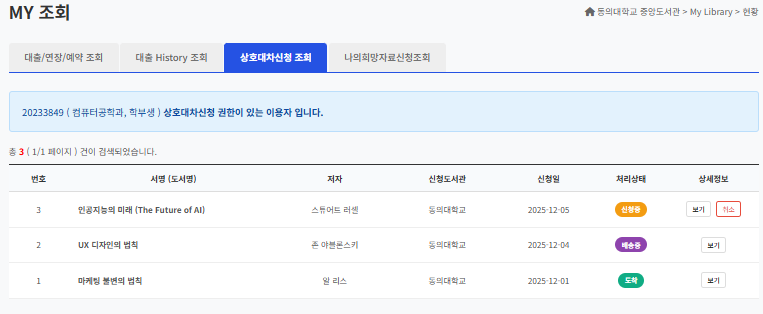 MY 조회
동의대학교 중앙도서관 > My Library > 현황
대출/연장/예약 조회 대출 History 조회 상호대차신청 조회 나의희망자료신청조회
20233849 ( 컴퓨터공학과, 학부생 ) 상호대차신청 권한이 있는 이용자 입니다.
총 3 ( 1/1 페이지 ) 건이 검색되었습니다.
번호 서명 (도서명) 저자 신청도서관 신청일 처리상태 상세정보
3 인공지능의 미래 (The Future of AI) 스튜어트 러셀 동의대학교 2025-12-05 신청중 보기 취소
2 UX 디자인의 법칙 존 야블론스키 동의대학교 2025-12-04 배송중 보기
1 마케팅 불변의 법칙 알 리스 동의대학교 2025-12-01 도착 보기